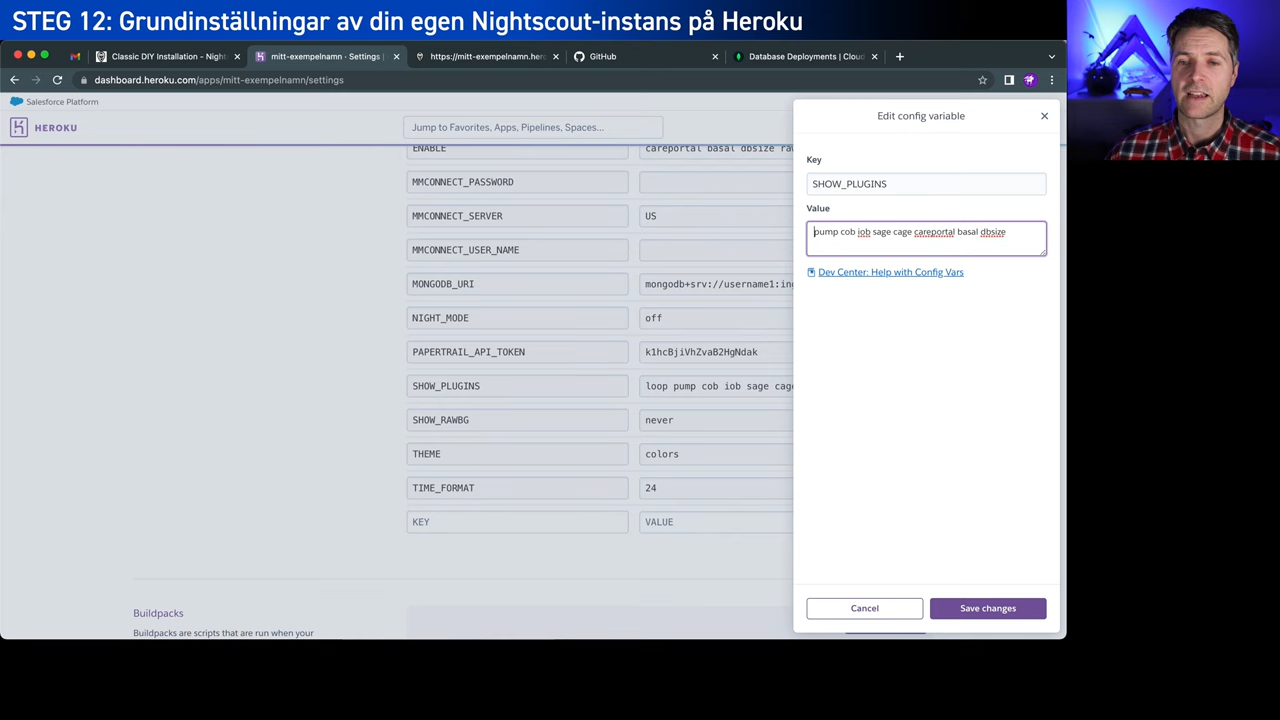 STEG 12: Grundinställningar av din egen Nightscout-instans på Heroku
Classic DIY Installation – Night
mitt-exempelnamn · Settings |
https://mitt-exempelnamn.hero
GitHub
Database Deployments | Cloud
dashboard.heroku.com/apps/mitt-exempelnamn/settings
Salesforce Platform
HEROKU
Jump to Favorites, Apps, Pipelines, Spaces...
ENABLE careportal basal dbsize ra
MMCONNECT_PASSWORD
MMCONNECT_SERVER US
MMCONNECT_USER_NAME
MONGODB_URI mongodb+srv://username1:ing
NIGHT_MODE off
PAPERTRAIL_API_TOKEN k1hcBjiVhZvaB2HgNdak
SHOW_PLUGINS loop pump cob iob sage cage
SHOW_RAWBG never
THEME colors
TIME_FORMAT 24
KEY VALUE
Buildpacks
Buildpacks are scripts that are run when your
Edit config variable
Key
SHOW_PLUGINS
Value
pump cob iob sage cage careportal basal dbsize
Dev Center: Help with Config Vars
Cancel
Save changes